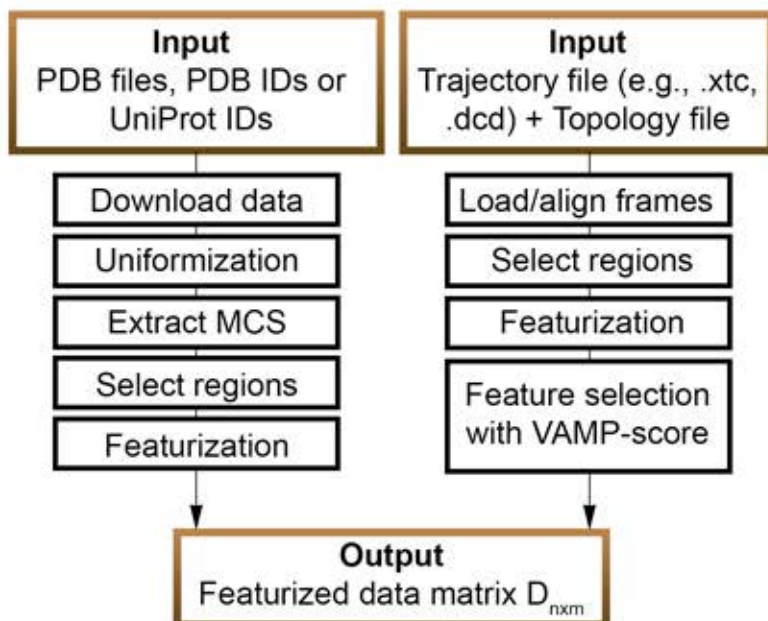 Input
PDB files, PDB IDs or
UniProt IDs
Download data
Uniformization
Extract MCS
Select regions
Featurization
Input
Trajectory file (e.g., .xtc,
.dcd) + Topology file
Load/align frames
Select regions
Featurization
Feature selection
with VAMP-score
Output
Featurized data matrix Dnxm